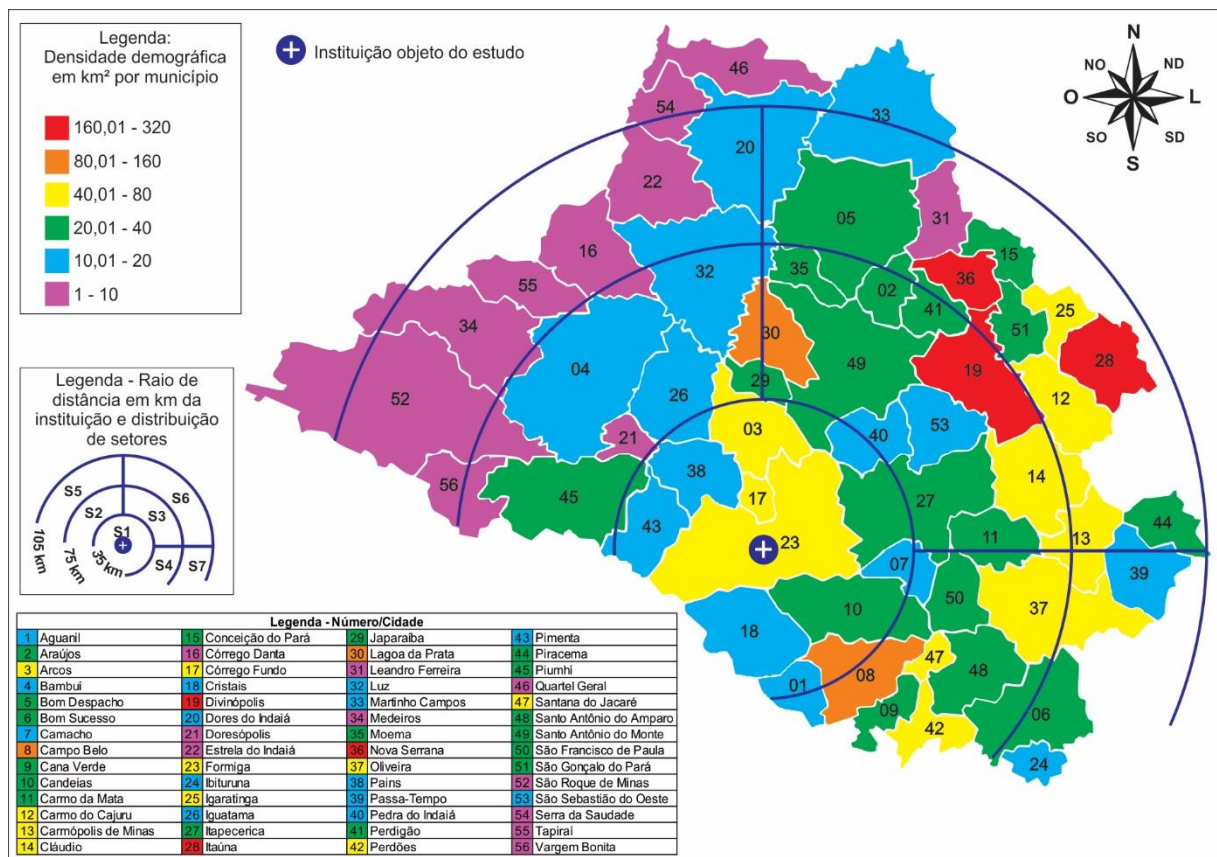 Legenda:
Densidade demográfica
em km² por município
160,01 - 320
80,01 - 160
40,01 - 80
20,01 - 40
10,01 - 20
1 - 10
Instituição objeto do estudo
N
NO ND
O L
SO SD
S
46
54
33
20
22
05
31
16
15
35
32
36
02
55
25
41
51
30
34
28
49
19
04
29
52
26
12
03
40
53
21
38
14
56
45
17
27
44
43
11
13
23
07
39
50
10
37
18
47
48
08
01
06
09
42
24
Legenda - Raio de
distância em km da
instituição e distribuição
de setores
S5 S6
S2 S3
S1
S4 S7
105 km
75 km
35 km
Legenda - Número/Cidade
1 Aguanil 15 Conceição do Pará 29 Japaraíba 43 Pimenta
2 Araújos 16 Córrego Danta 30 Lagoa da Prata 44 Piracema
3 Arcos 17 Córrego Fundo 31 Leandro Ferreira 45 Piumhí
4 Bambuí 18 Cristais 32 Luz 46 Quartel Geral
5 Bom Despacho 19 Divinópolis 33 Martinho Campos 47 Santana do Jacaré
6 Bom Sucesso 20 Dores do Indaiá 34 Medeiros 48 Santo Antônio do Amparo
7 Camacho 21 Doresópolis 35 Moema 49 Santo Antônio do Monte
8 Campo Belo 22 Estrela do Indaiá 36 Nova Serrana 50 São Francisco de Paula
9 Cana Verde 23 Formiga 37 Oliveira 51 São Gonçalo do Pará
10 Candeias 24 Ibituruna 38 Pains 52 São Roque de Minas
11 Carmo da Mata 25 Igaratinga 39 Passa-Tempo 53 São Sebastião do Oeste
12 Carmo do Cajuru 26 Iguatama 40 Pedra do Indaiá 54 Serra da Saudade
13 Carmópolis de Minas 27 Itapecerica 41 Perdigão 55 Tapiraí
14 Cláudio 28 Itaúna 42 Perdões 56 Vargem Bonita